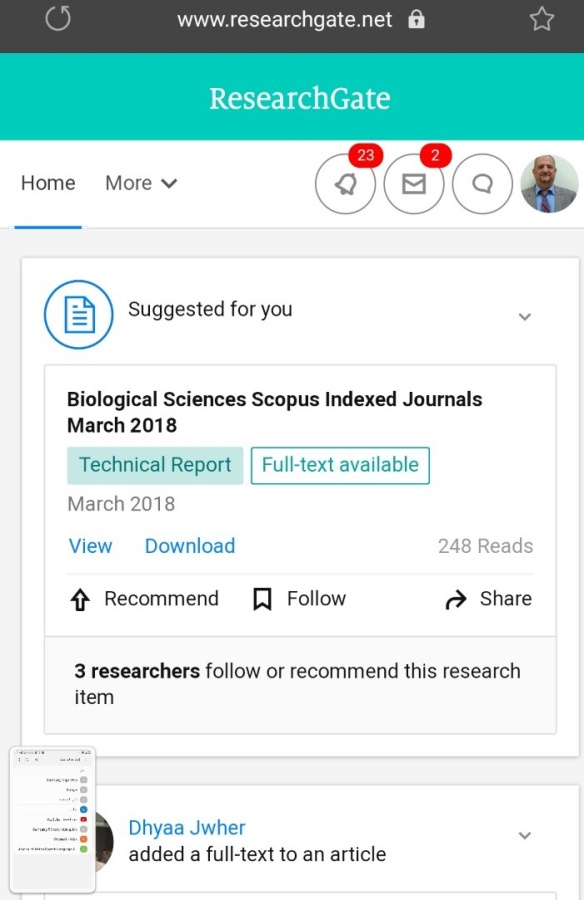 www.researchgate.net
ResearchGate
23
2
Home
More
Suggested for you
Biological Sciences Scopus Indexed Journals
March 2018
Technical Report
Full-text available
March 2018
View
Download
248 Reads
Recommend
Follow
Share
3 researchers follow or recommend this research
item
Dhyaa Jwher
added a full-text to an article